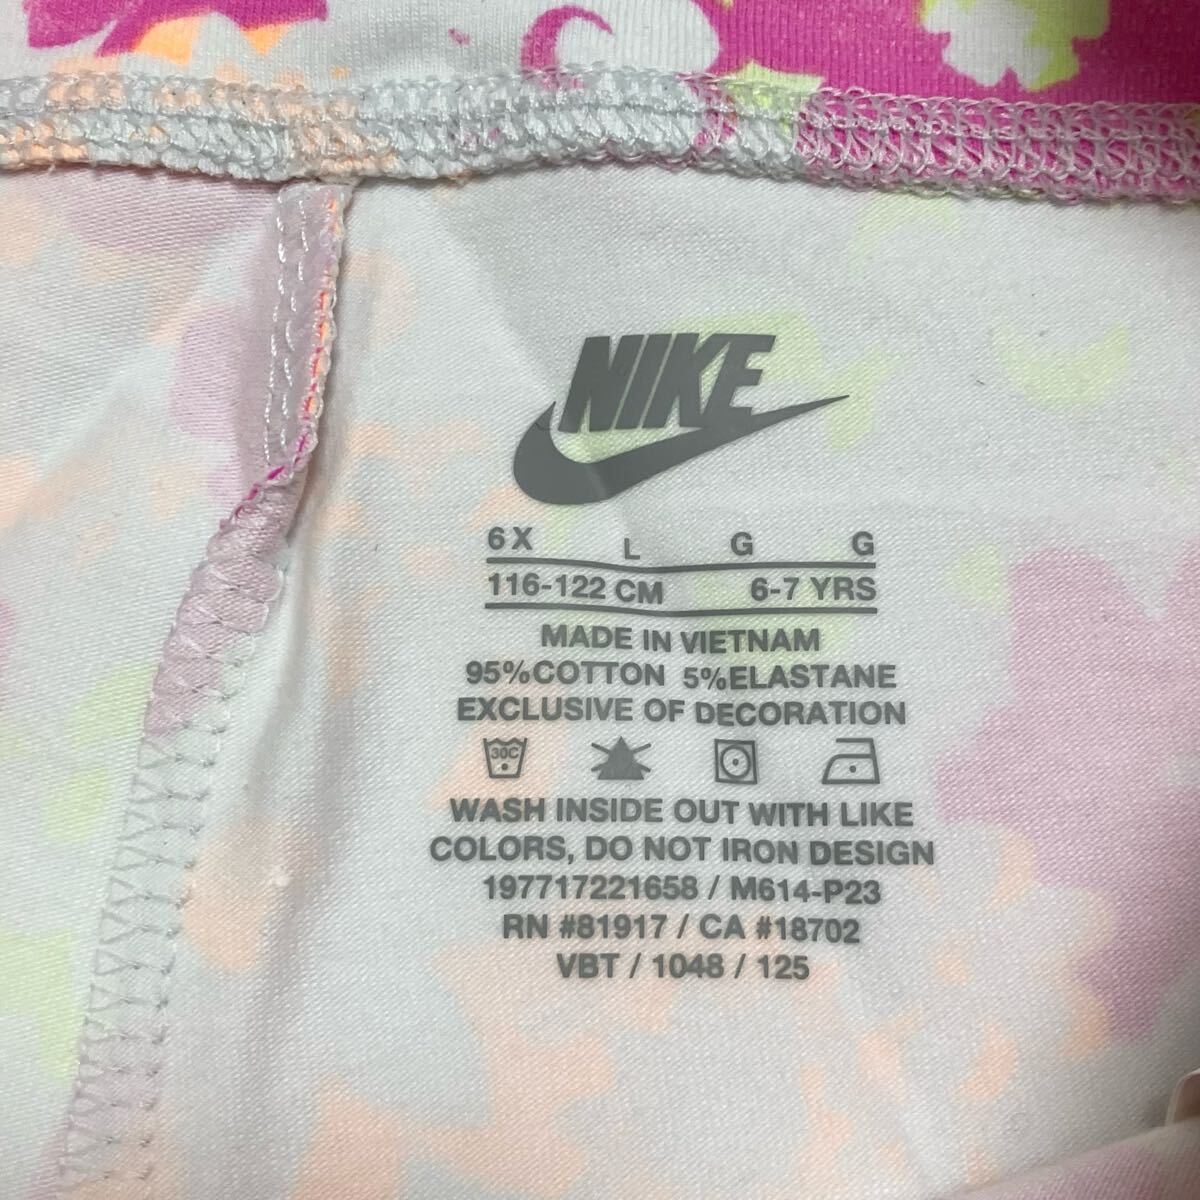 NIKE
6X L G G
116-122 CM 6-7 YRS
MADE IN VIETNAM
95%COTTON 5%ELASTANE
EXCLUSIVE OF DECORATION
30C
WASH INSIDE OUT WITH LIKE
COLORS, DO NOT IRON DESIGN
197717221658 / M614-P23
RN #81917 / CA #18702
VBT / 1048 / 125